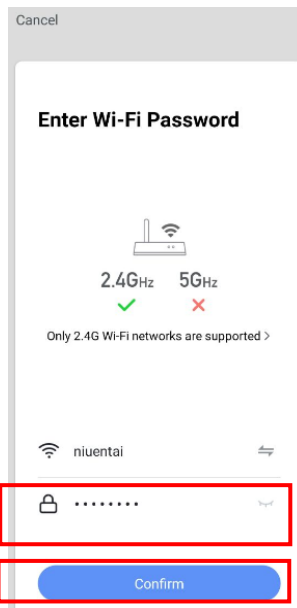 Cancel
Enter Wi-Fi Password
2.4GHz 5GHz
Only 2.4G Wi-Fi networks are supported >
niuentai
········
Confirm